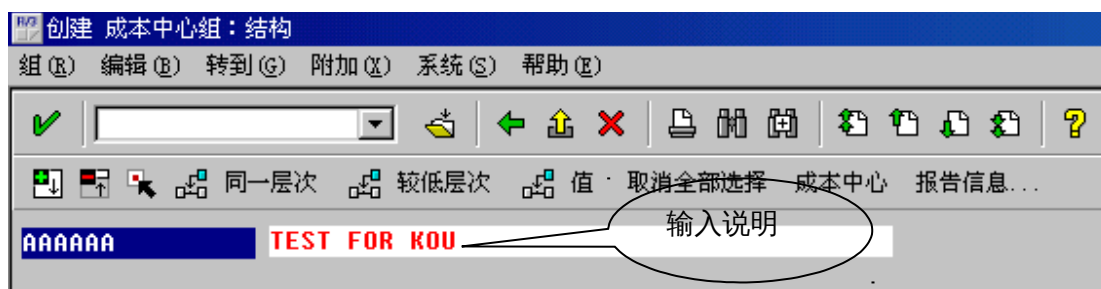 创建 成本中心组：结构
组(R) 编辑(B) 转到(G) 附加(X) 系统(S) 帮助(E)
同一层次 较低层次 值 取消全部选择 成本中心 报告信息...
输入说明
AAAAAA TEST FOR KOU